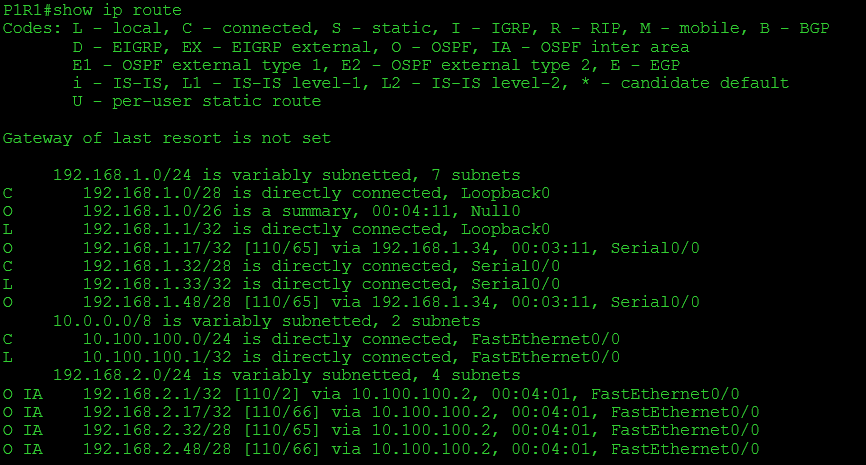 P1R1#show ip route
Codes: L - local, C - connected, S - static, I - IGRP, R - RIP, M - mobile, B - BGP
       D - EIGRP, EX - EIGRP external, O - OSPF, IA - OSPF inter area
       E1 - OSPF external type 1, E2 - OSPF external type 2, E - EGP
       i - IS-IS, L1 - IS-IS level-1, L2 - IS-IS level-2, * - candidate default
       U - per-user static route

Gateway of last resort is not set

     192.168.1.0/24 is variably subnetted, 7 subnets
C       192.168.1.0/28 is directly connected, Loopback0
O       192.168.1.0/26 is a summary, 00:04:11, Null0
L       192.168.1.1/32 is directly connected, Loopback0
O       192.168.1.17/32 [110/65] via 192.168.1.34, 00:03:11, Serial0/0
C       192.168.1.32/28 is directly connected, Serial0/0
L       192.168.1.33/32 is directly connected, Serial0/0
O       192.168.1.48/28 [110/65] via 192.168.1.34, 00:03:11, Serial0/0
     10.0.0.0/8 is variably subnetted, 2 subnets
C       10.100.100.0/24 is directly connected, FastEthernet0/0
L       10.100.100.1/32 is directly connected, FastEthernet0/0
     192.168.2.0/24 is variably subnetted, 4 subnets
O IA    192.168.2.1/32 [110/2] via 10.100.100.2, 00:04:01, FastEthernet0/0
O IA    192.168.2.17/32 [110/66] via 10.100.100.2, 00:04:01, FastEthernet0/0
O IA    192.168.2.32/28 [110/65] via 10.100.100.2, 00:04:01, FastEthernet0/0
O IA    192.168.2.48/28 [110/66] via 10.100.100.2, 00:04:01, FastEthernet0/0